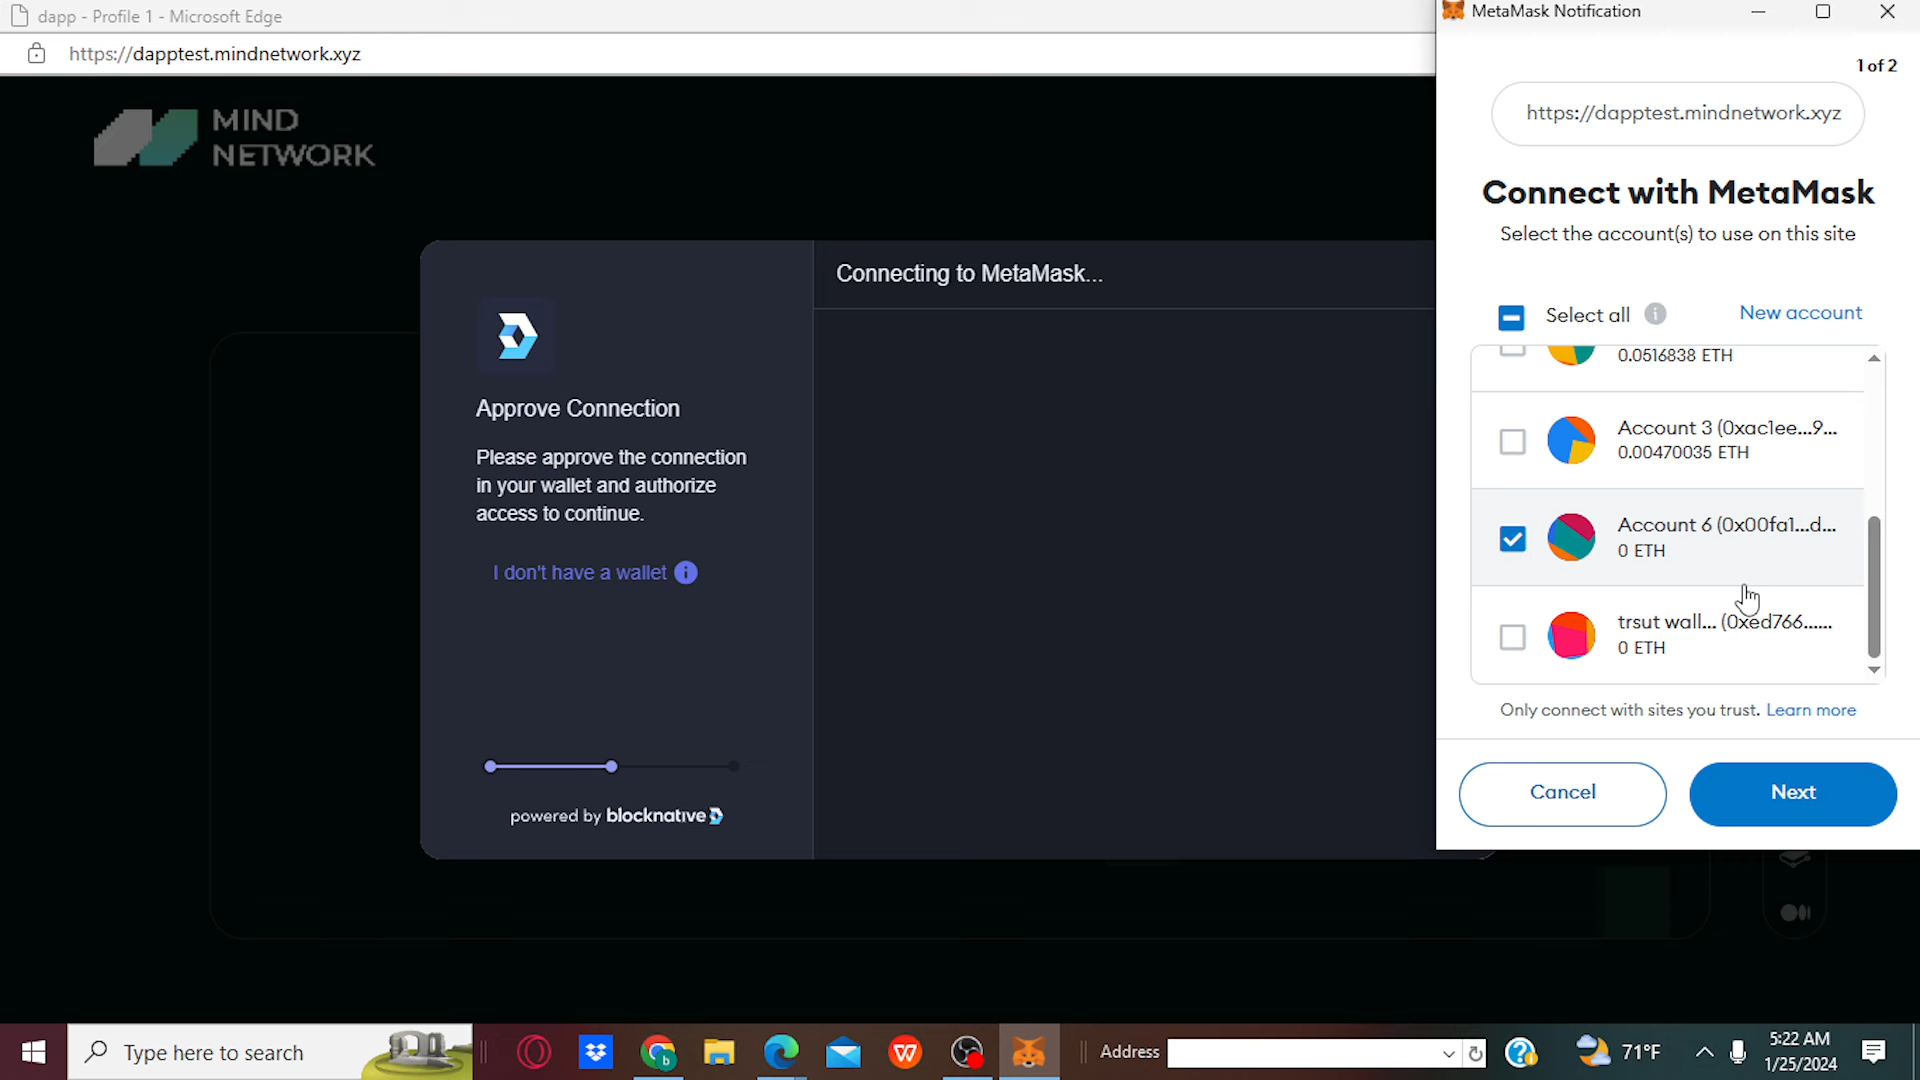 dapp - Profile 1 - Microsoft Edge
https://dapptest.mindnetwork.xyz
MIND
NETWORK
Connecting to MetaMask...
Approve Connection
Please approve the connection
in your wallet and authorize
access to continue.
I don't have a wallet i
powered by blocknative
MetaMask Notification
1 of 2
https://dapptest.mindnetwork.xyz
Connect with MetaMask
Select the account(s) to use on this site
Select all i
New account
0.0516838 ETH
Account 3 (0xac1ee...9...
0.00470035 ETH
Account 6 (0x00fa1...d...
0 ETH
trsut wall... (0xed766......
0 ETH
Only connect with sites you trust. Learn more
Cancel
Next
Type here to search
Address
71°F
5:22 AM
1/25/2024